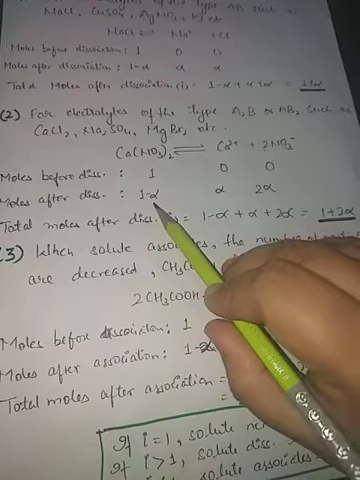 NaCl, CuSO4, AgNO3, KI etc
NaCl ⇌ Na+ + Cl-
Moles before dissociation : 1 0 0
Moles after dissociation : 1-α α α
Total Moles after dissociation (i) = 1-α+α+α = 1+α
(2) For electrolytes of the type A2B or AB2 such as
CaCl2, Na2SO4, MgBr2 etc.
Ca(NO3)2 ⇌ Ca2+ + 2NO3-
Moles before diss. : 1 0 0
Moles after diss. : 1-α α 2α
Total moles after diss. = 1-α+α+2α = 1+2α
(3) When solute associates, the number of
are decreased, CH3
2CH3COOH
Moles before : 1
Moles after association : 1-
Total moles after association =
=
If i=1, solute
If i>1, solute diss.
solute associates